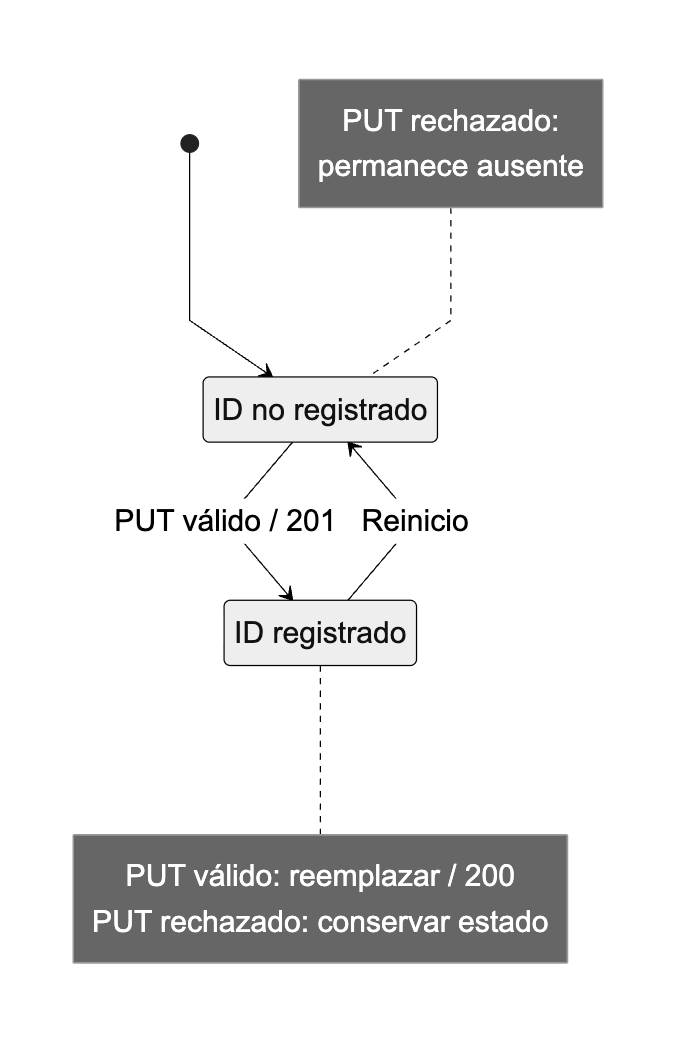 PUT rechazado:
permanece ausente
ID no registrado
PUT válido / 201
Reinicio
ID registrado
PUT válido: reemplazar / 200
PUT rechazado: conservar estado